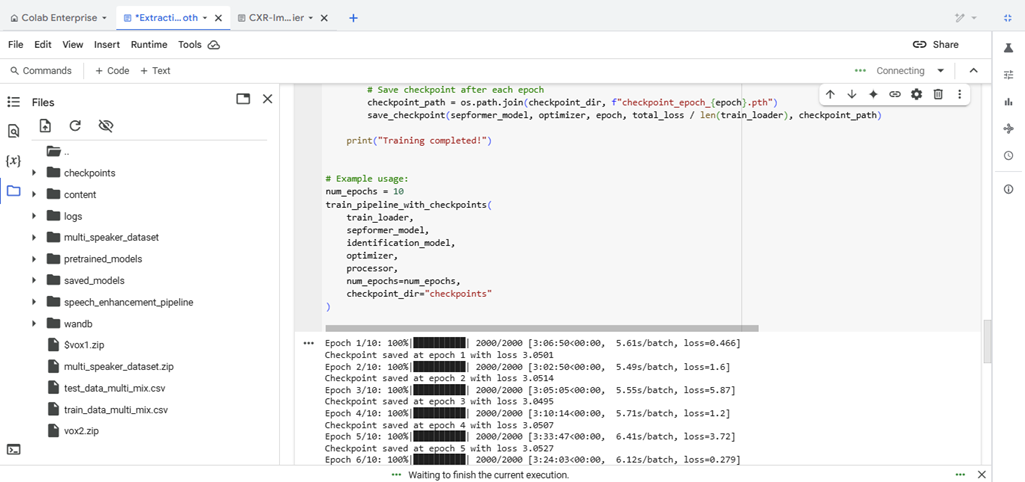 Colab Enterprise
*Extracti...oth
CXR-Im...ier
File Edit View Insert Runtime Tools
Share
Commands + Code + Text
Connecting
Files
..
checkpoints
content
logs
multi_speaker_dataset
pretrained_models
saved_models
speech_enhancement_pipeline
wandb
$vox1.zip
multi_speaker_dataset.zip
test_data_multi_mix.csv
train_data_multi_mix.csv
vox2.zip
{x}
# Save checkpoint after each epoch
checkpoint_path = os.path.join(checkpoint_dir, f"checkpoint_epoch_{epoch}.pth")
save_checkpoint(sepformer_model, optimizer, epoch, total_loss / len(train_loader), checkpoint_path)
print("Training completed!")
# Example usage:
num_epochs = 10
train_pipeline_with_checkpoints(
train_loader,
sepformer_model,
identification_model,
optimizer,
processor,
num_epochs=num_epochs,
checkpoint_dir="checkpoints"
)
Epoch 1/10: 100%|██████████| 2000/2000 [3:06:50<00:00, 5.61s/batch, loss=0.466]
Checkpoint saved at epoch 1 with loss 3.0501
Epoch 2/10: 100%|██████████| 2000/2000 [3:02:50<00:00, 5.49s/batch, loss=1.6]
Checkpoint saved at epoch 2 with loss 3.0514
Epoch 3/10: 100%|██████████| 2000/2000 [3:05:05<00:00, 5.55s/batch, loss=5.87]
Checkpoint saved at epoch 3 with loss 3.0495
Epoch 4/10: 100%|██████████| 2000/2000 [3:10:14<00:00, 5.71s/batch, loss=1.2]
Checkpoint saved at epoch 4 with loss 3.0507
Epoch 5/10: 100%|██████████| 2000/2000 [3:33:47<00:00, 6.41s/batch, loss=3.72]
Checkpoint saved at epoch 5 with loss 3.0527
Epoch 6/10: 100%|██████████| 2000/2000 [3:24:03<00:00, 6.12s/batch, loss=0.279]
Waiting to finish the current execution.